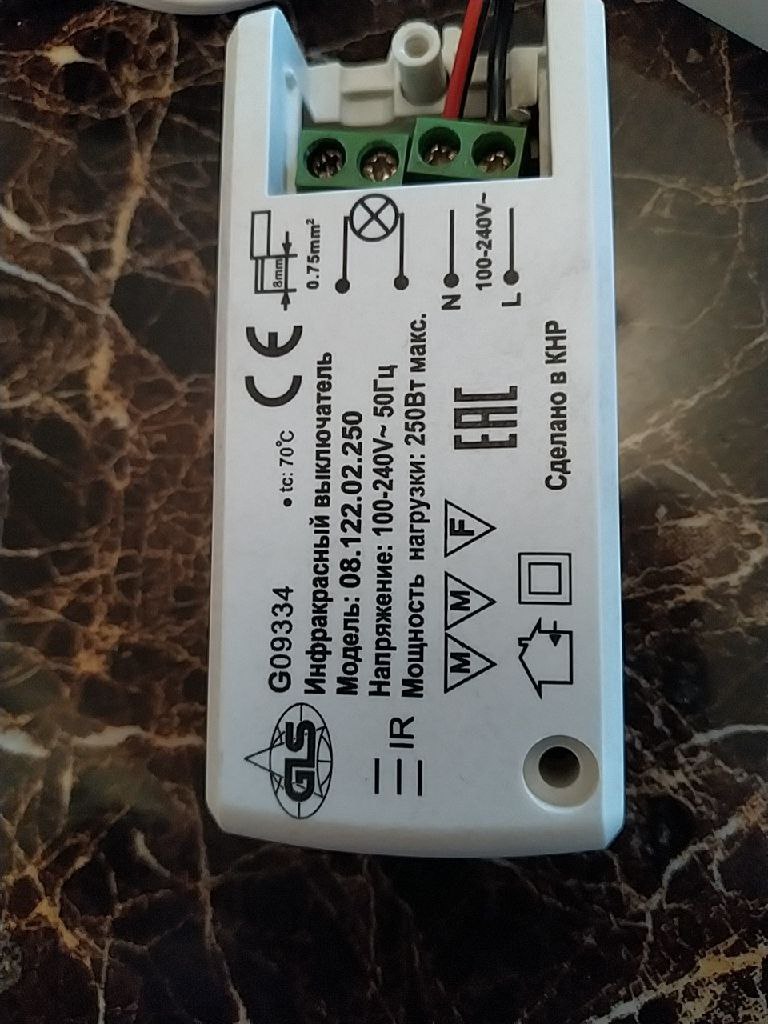 GLS
G09334
• tc: 70°C
CE
8mm
0.75mm²
Инфракрасный выключатель
Модель: 08.122.02.250
Напряжение: 100-240V~ 50Гц
Мощность нагрузки: 250Вт макс.
IR
M M F
EAC
Сделано в КНР
N
100-240V~
L